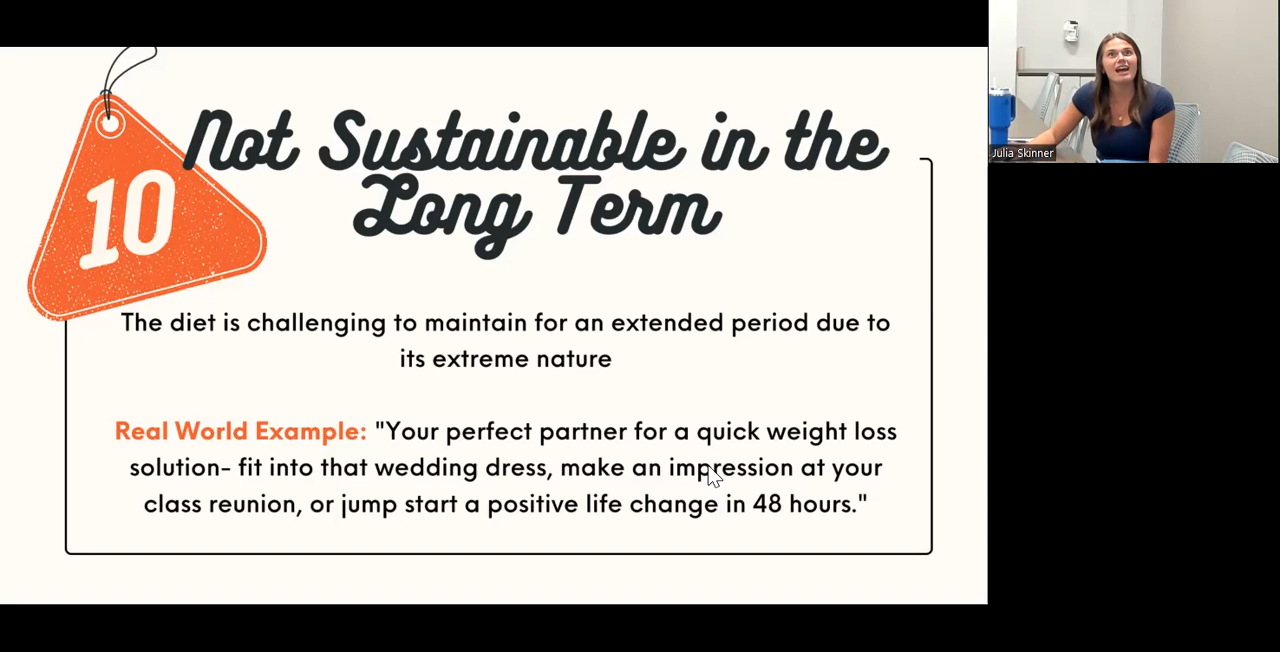 10
Not Sustainable in the
Long Term
The diet is challenging to maintain for an extended period due to
its extreme nature
Real World Example: "Your perfect partner for a quick weight loss
solution- fit into that wedding dress, make an impression at your
class reunion, or jump start a positive life change in 48 hours."
Julia Skinner